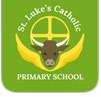 St. Luke's Catholic
PRIMARY SCHOOL